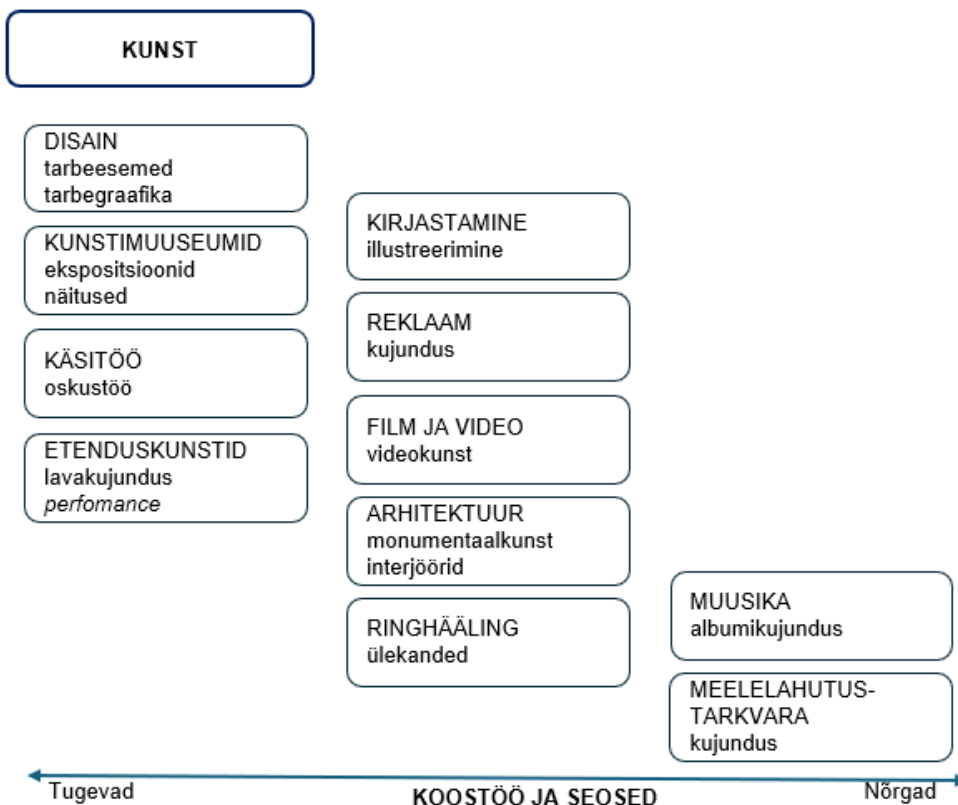 KUNST
DISAIN
tarbeesemed
tarbegraafika
KUNSTIMUUSEUMID
ekspositsioonid
näitused
KÄSITÖÖ
oskustöö
ETENDUSKUNSTID
lavakujundus
perfomance
KIRJASTAMINE
illustreerimine
REKLAAM
kujundus
FILM JA VIDEO
videokunst
ARHITEKTUUR
monumentaalkunst
interjöörid
RINGHÄÄLING
ülekanded
MUUSIKA
albumikujundus
MEELELAHUTUS-
TARKVARA
kujundus
Tugevad
KOOSTÖÖ JA SEOSED
Nõrgad